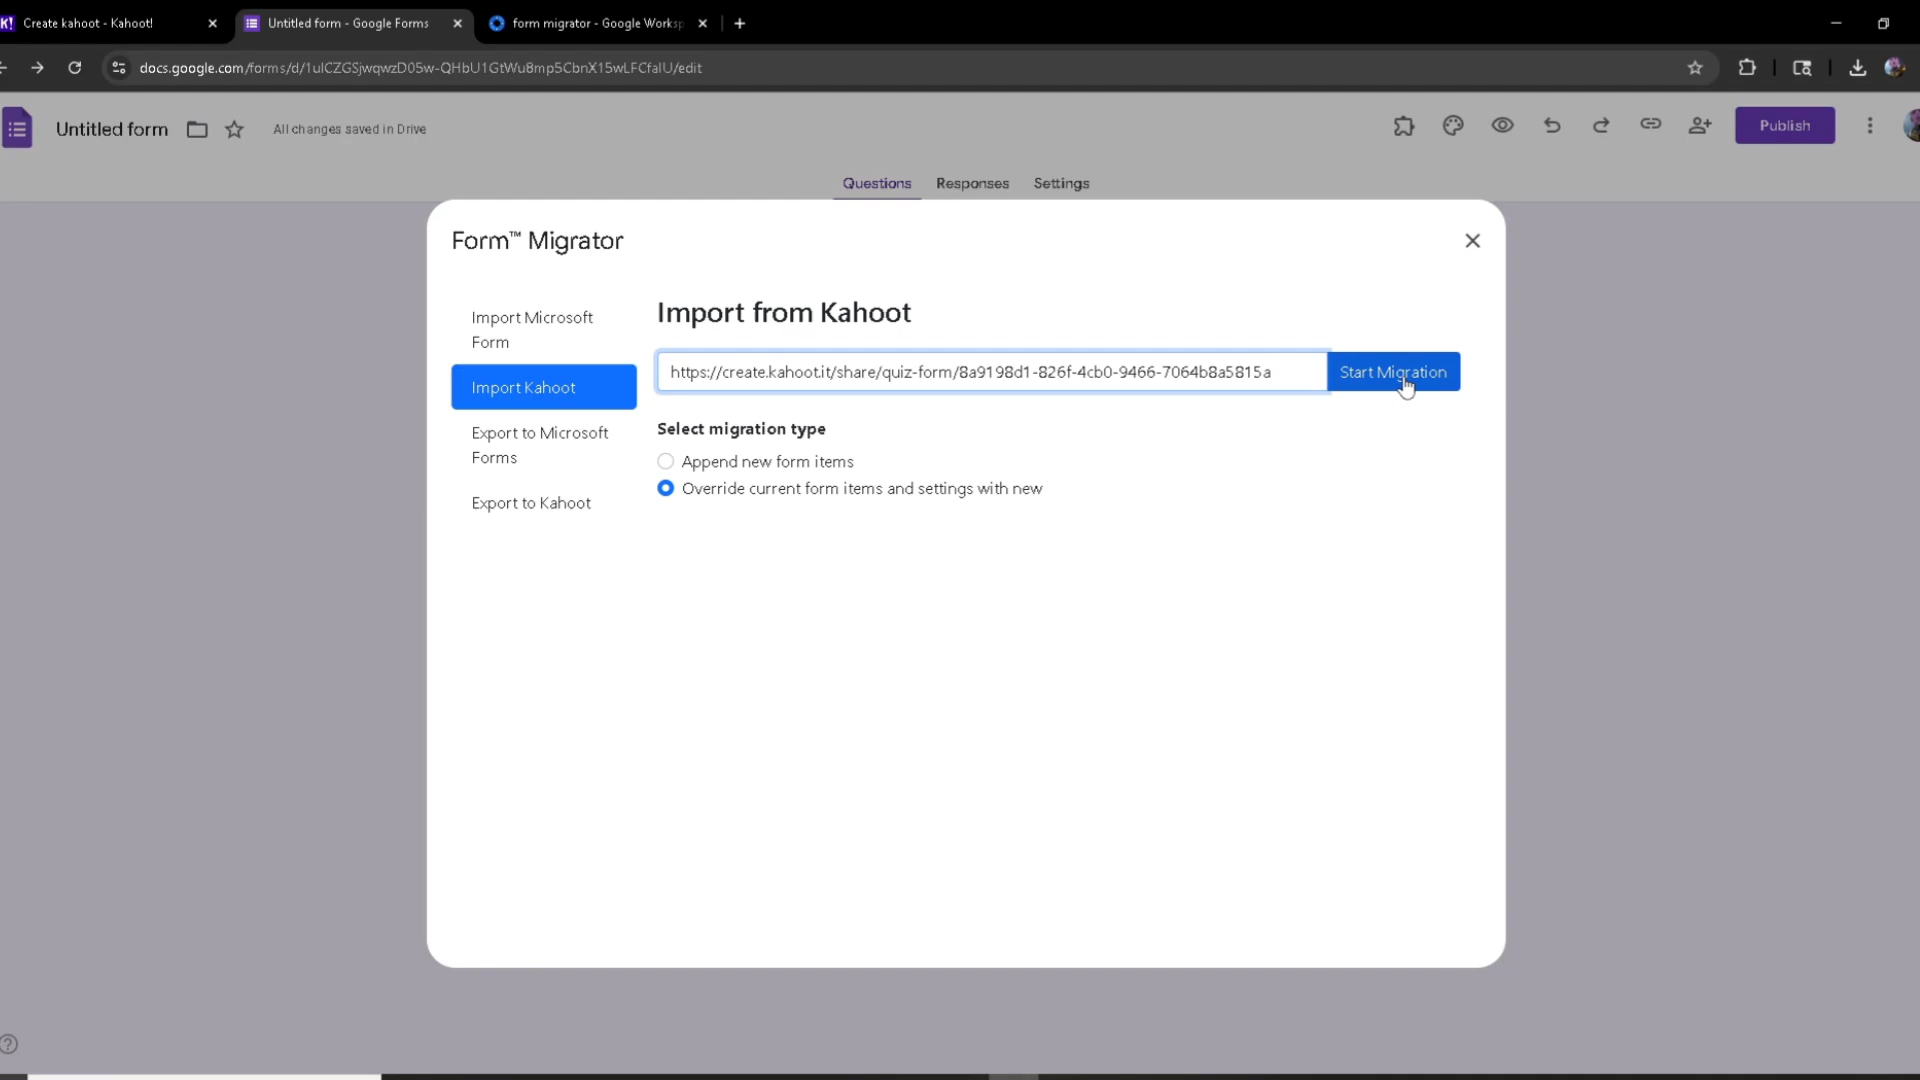 Create kahoot - Kahoot!
Untitled form - Google Forms
form migrator - Google Worksp
docs.google.com/forms/d/1ulCZGSjwqwzD05w-QHbU1GtWu8mp5CbnX15wLFCfaIU/edit
Untitled form
All changes saved in Drive
Publish
Questions
Responses
Settings
Form™ Migrator
Import Microsoft
Form
Import Kahoot
Export to Microsoft
Forms
Export to Kahoot
Import from Kahoot
https://create.kahoot.it/share/quiz-form/8a9198d1-826f-4cb0-9466-7064b8a5815a
Start Migration
Select migration type
Append new form items
Override current form items and settings with new